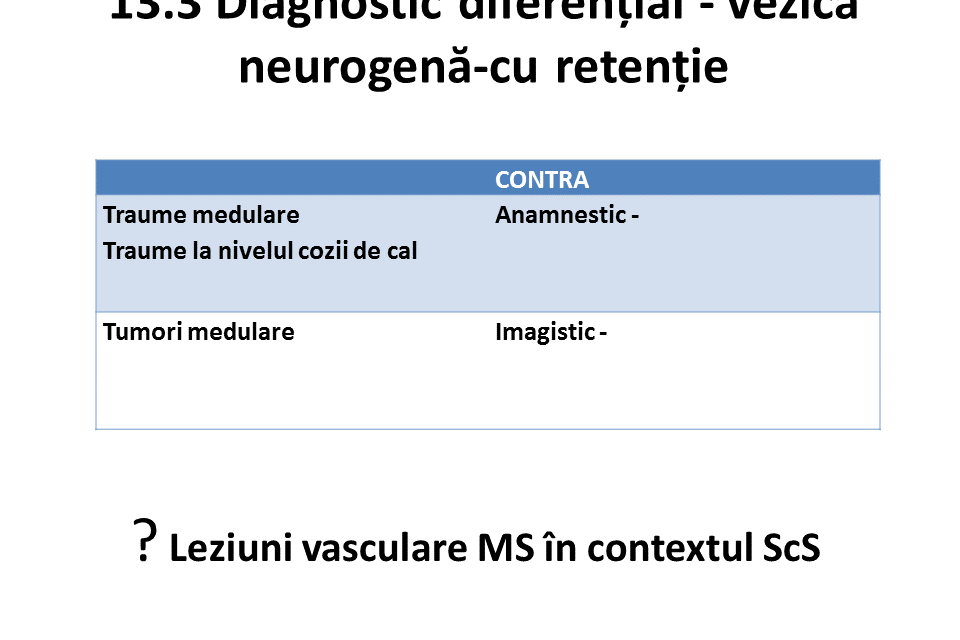 13.3 Diagnostic diferențial - vezica
neurogenă-cu retenție
CONTRA
Traume medulare
Anamnestic -
Traume la nivelul cozii de cal
Tumori medulare
Imagistic -
? Leziuni vasculare MS în contextul ScS